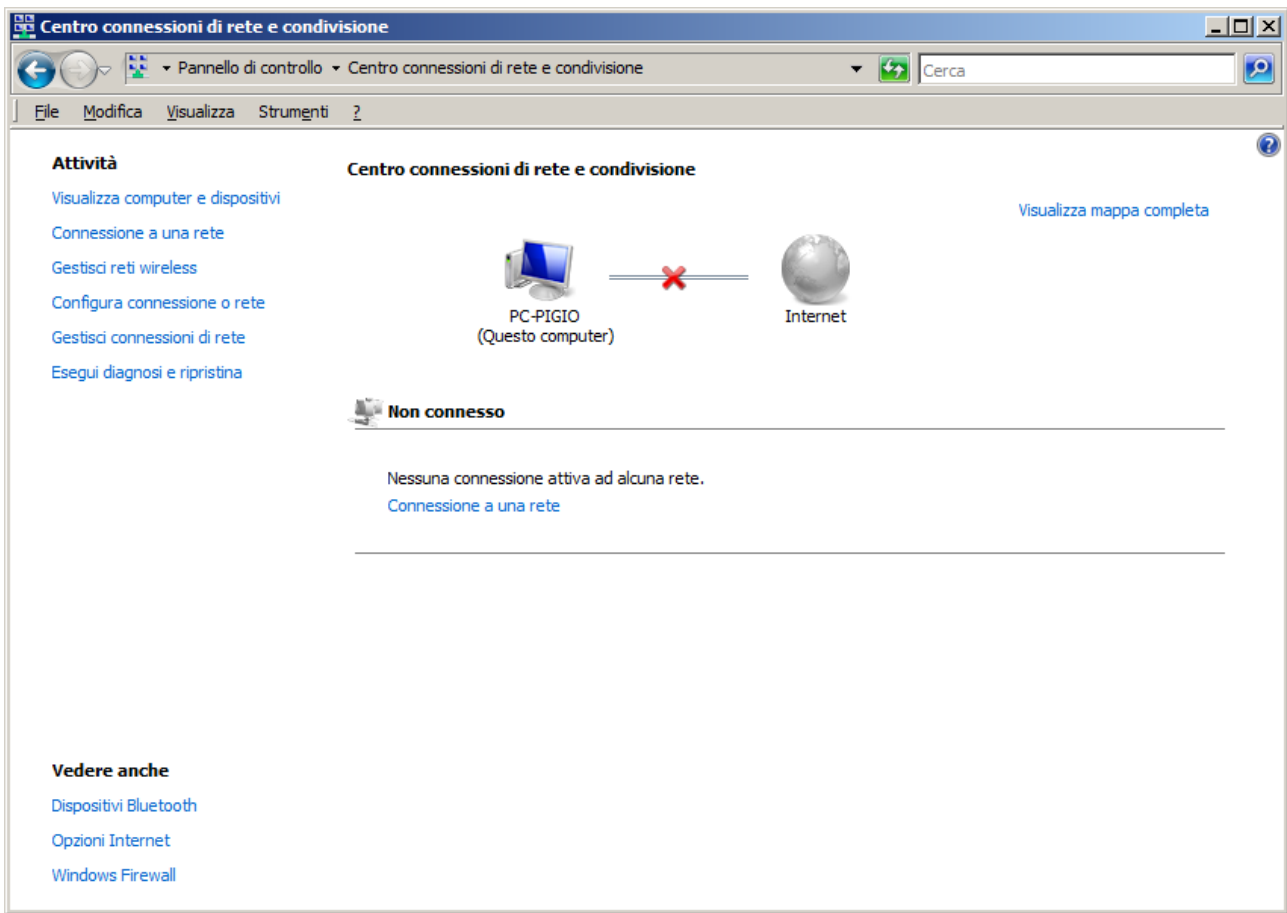 Centro connessioni di rete e condivisione
Pannello di controllo Centro connessioni di rete e condivisione Cerca
File Modifica Visualizza Strumenti ?
Attività
Visualizza computer e dispositivi
Connessione a una rete
Gestisci reti wireless
Configura connessione o rete
Gestisci connessioni di rete
Esegui diagnosi e ripristina
Centro connessioni di rete e condivisione
Visualizza mappa completa
PC-PIGIO
(Questo computer)
Internet
Non connesso
Nessuna connessione attiva ad alcuna rete.
Connessione a una rete
Vedere anche
Dispositivi Bluetooth
Opzioni Internet
Windows Firewall